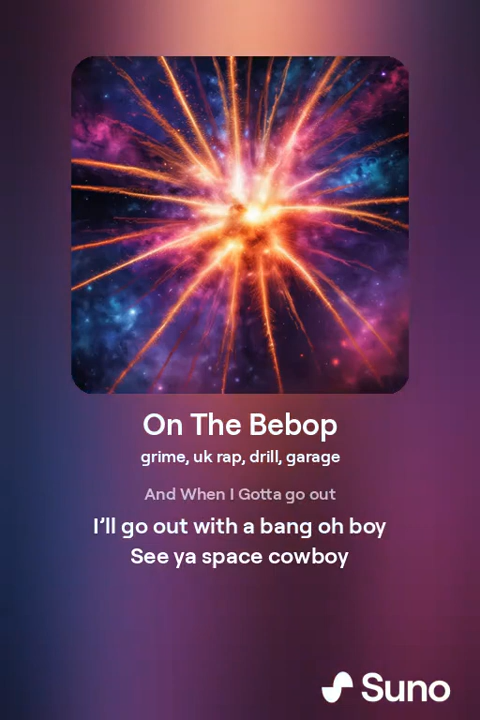 On The Bebop
grime, uk rap, drill, garage
And When I Gotta go out
I’ll go out with a bang oh boy
See ya space cowboy
Suno